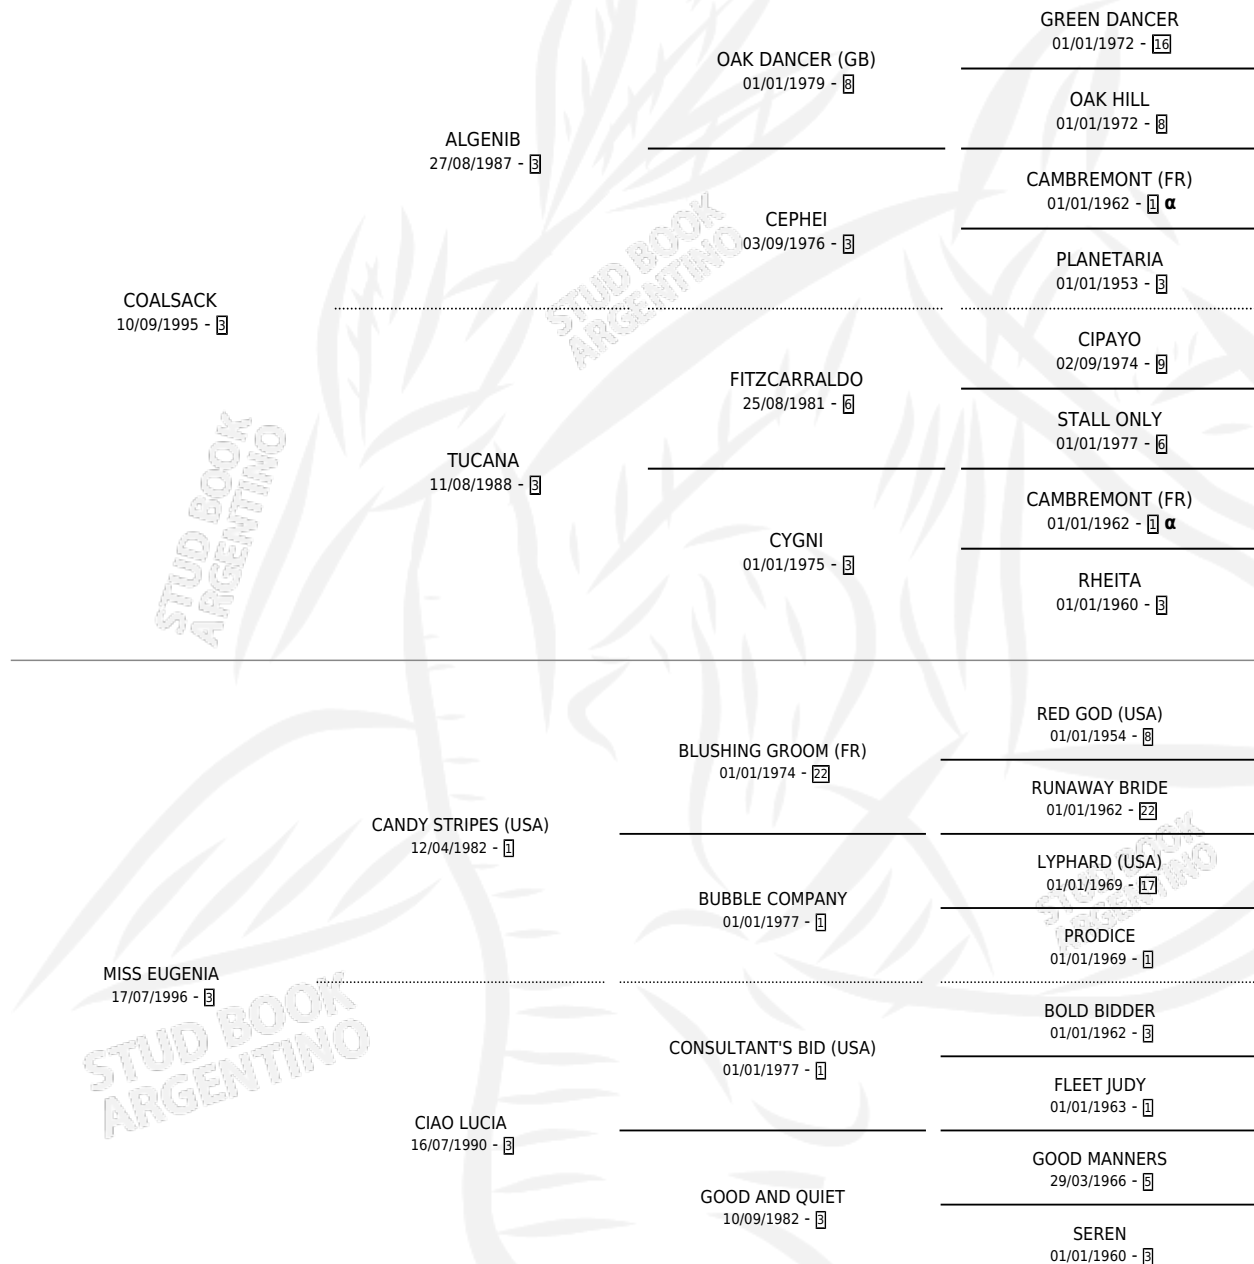 GREEN DANCER
01/01/1972 - 16
OAK DANCER (GB)
01/01/1979 - 8
OAK HILL
01/01/1972 - 8
ALGENIB
27/08/1987 - 3
CAMBREMONT (FR)
01/01/1962 - 1 α
CEPHEI
03/09/1976 - 3
PLANETARIA
01/01/1953 - 3
COALSACK
10/09/1995 - 3
CIPAYO
02/09/1974 - 9
FITZCARRALDO
25/08/1981 - 6
STALL ONLY
01/01/1977 - 6
TUCANA
11/08/1988 - 3
CAMBREMONT (FR)
01/01/1962 - 1 α
CYGNI
01/01/1975 - 3
RHEITA
01/01/1960 - 3
RED GOD (USA)
01/01/1954 - 8
BLUSHING GROOM (FR)
01/01/1974 - 22
RUNAWAY BRIDE
01/01/1962 - 22
CANDY STRIPES (USA)
12/04/1982 - 1
LYPHARD (USA)
01/01/1969 - 17
BUBBLE COMPANY
01/01/1977 - 1
PRODICE
01/01/1969 - 1
MISS EUGENIA
17/07/1996 - 3
BOLD BIDDER
01/01/1962 - 3
CONSULTANT'S BID (USA)
01/01/1977 - 1
FLEET JUDY
01/01/1963 - 1
CIAO LUCIA
16/07/1990 - 3
GOOD MANNERS
29/03/1966 - 5
GOOD AND QUIET
10/09/1982 - 3
SEREN
01/01/1960 - 3
STUD BOOK
ARGENTINO
STUD BOOK
ARGENTINO
STUD BOOK
ARGENTINO
STUD BOOK
ARGENTINO